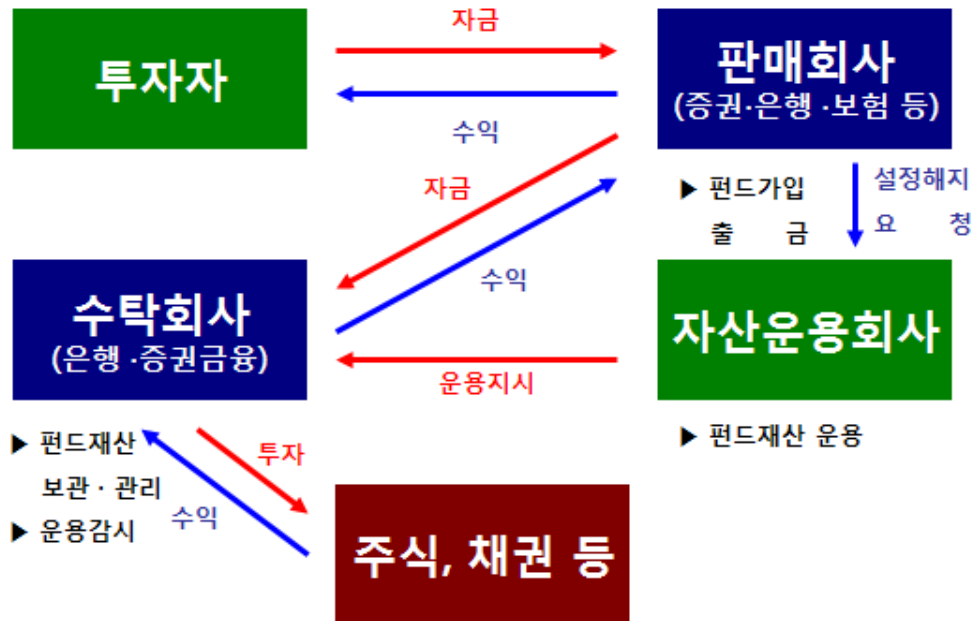 자금
투자자
판매회사
(증권·은행 ·보험 등)
수익
자금
▶ 펀드가입
출 금
설정해지
요 청
수익
수탁회사
(은행 ·증권금융)
자산운용회사
운용지시
▶ 펀드재산
보관 · 관리
▶ 운용감시
투자
수익
▶ 펀드재산 운용
주식, 채권 등